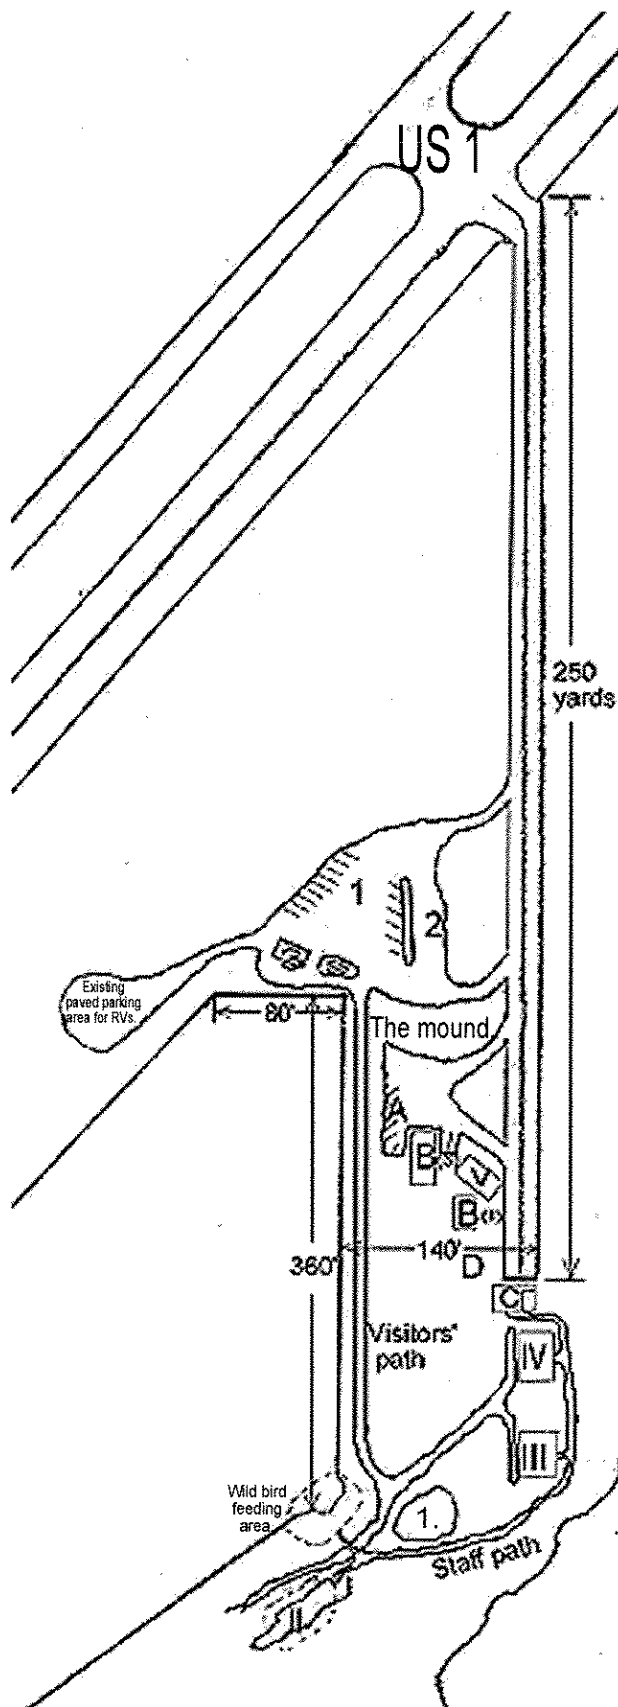 US 1
250
yards
1
2
Existing
paved parking
area for RVs.
80'
The mound
A
B
B
360'
140'
D
C
Visitors'
path
IV
III
Wild bird
feeding
area
1.
Staff path
II